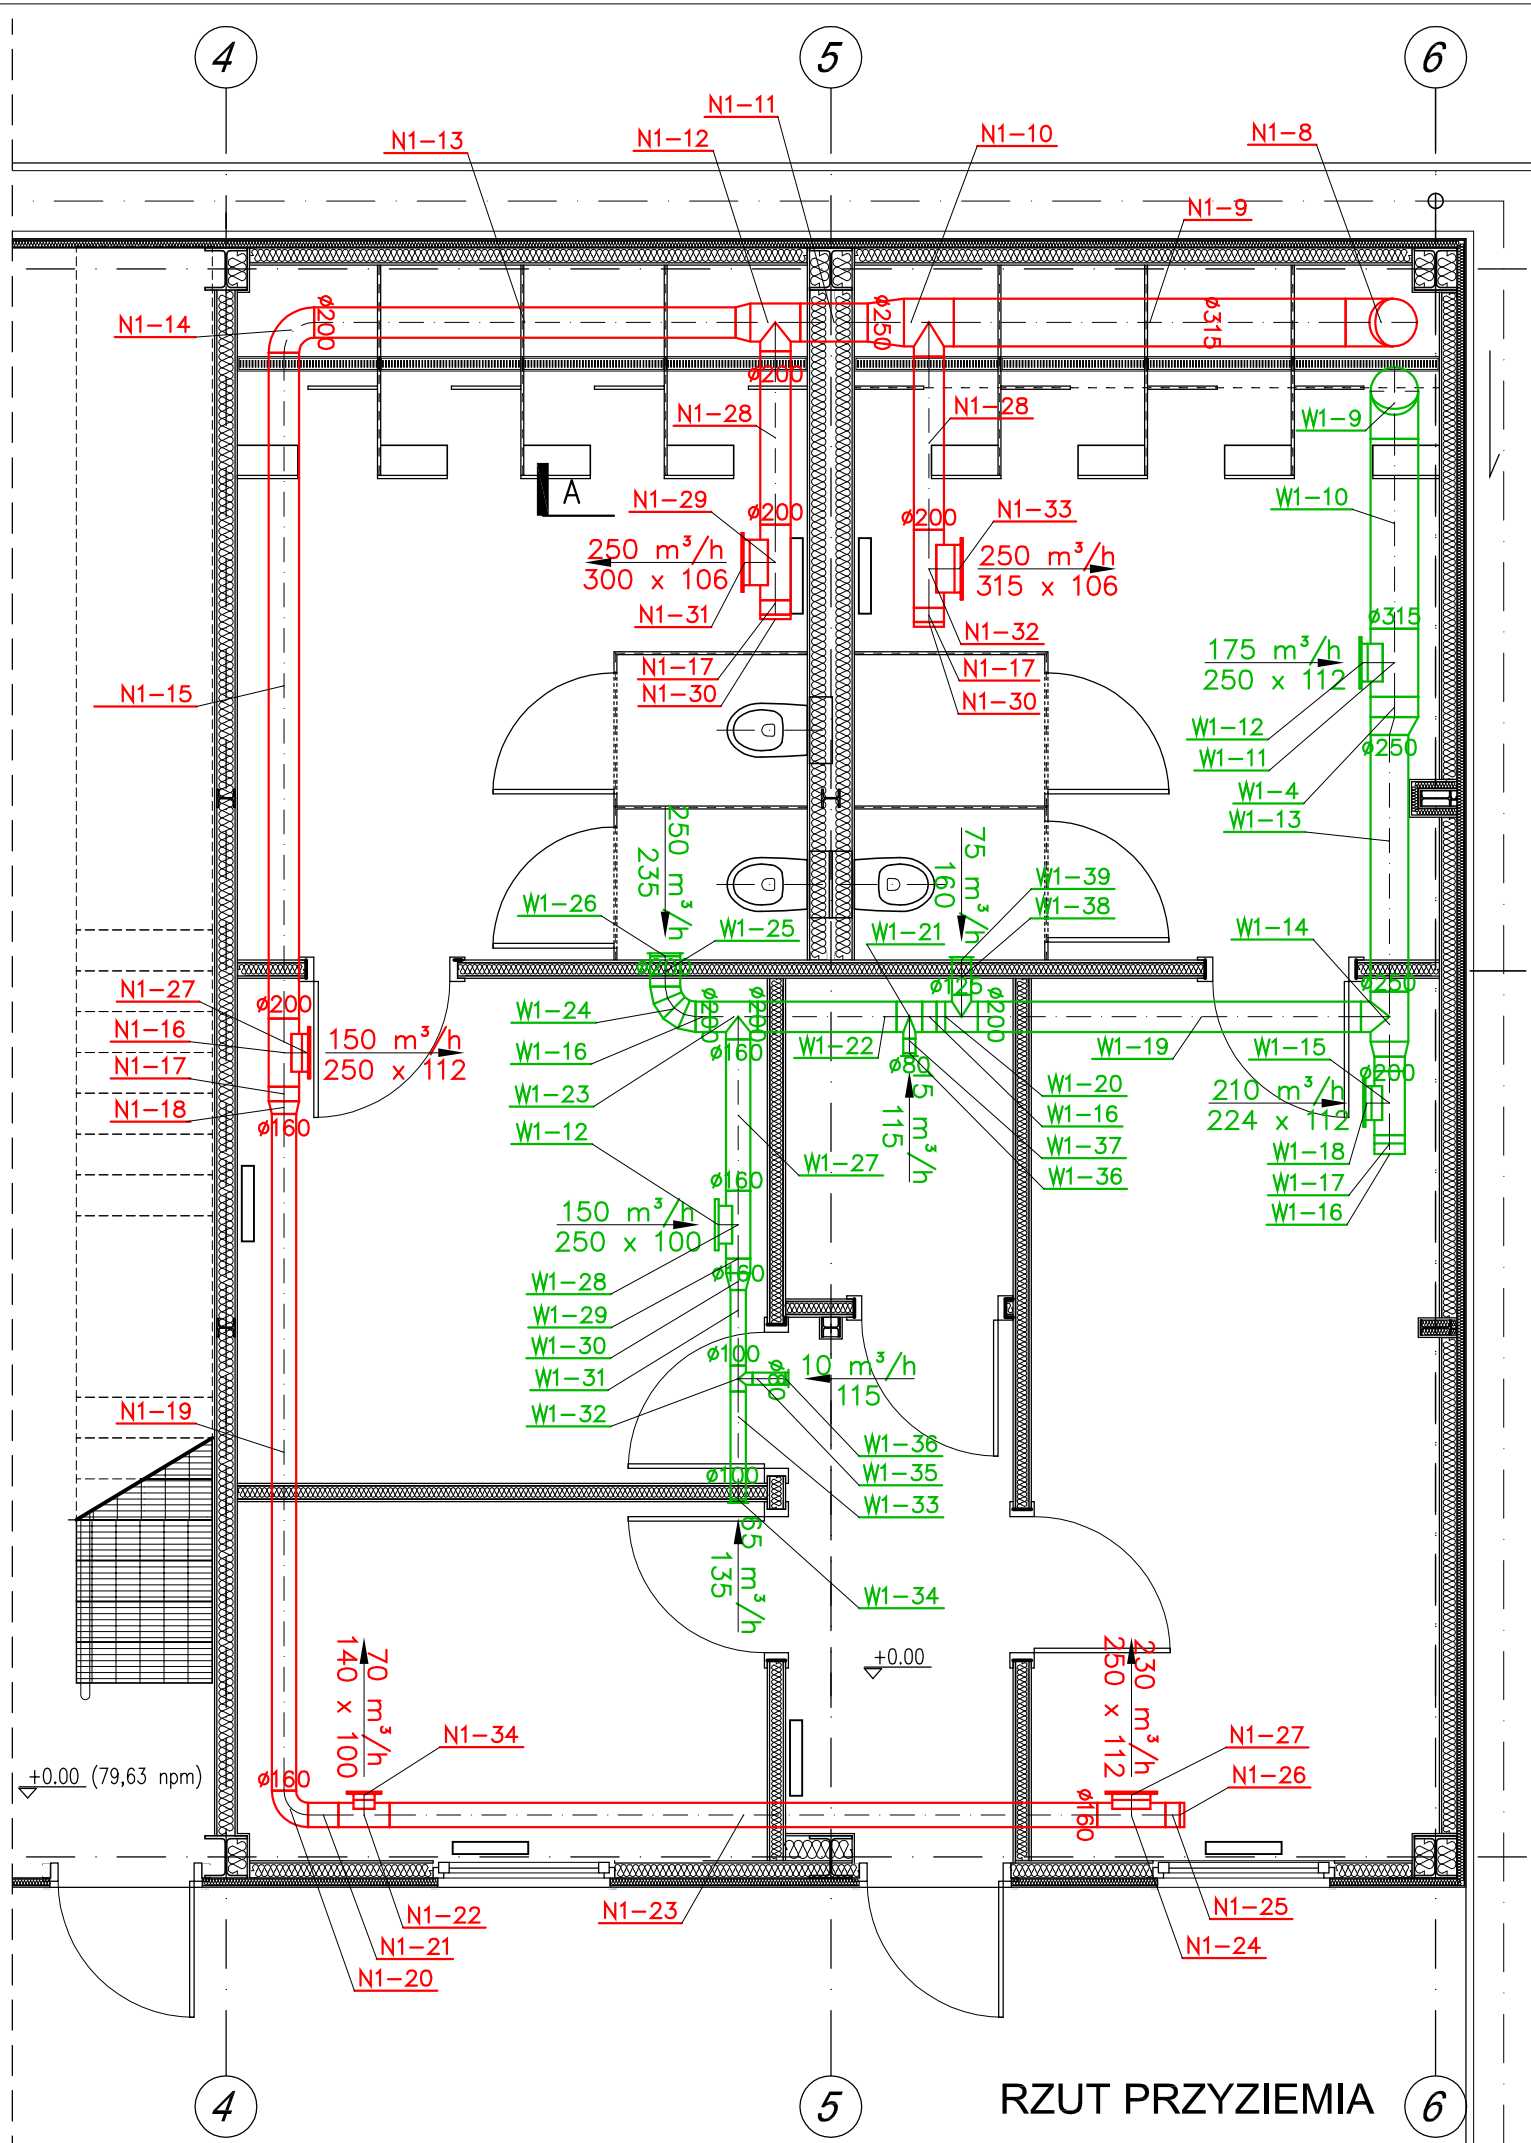 4
5
6
N1-11
N1-13
N1-12
N1-10
N1-8
N1-9
N1-14
ø200
ø250
ø315
ø200
N1-28
N1-28
W1-9
A
N1-29
ø200
ø200
N1-33
W1-10
250 m³/h
300 x 106
250 m³/h
315 x 106
N1-31
N1-32
ø315
175 m³/h
250 x 112
N1-17
N1-30
N1-17
N1-30
N1-15
W1-12
W1-11
ø250
W1-4
W1-13
250 m³/h
235
75 m³/h
160
W1-39
W1-38
W1-26
W1-25
W1-21
W1-14
ø125
ø250
N1-27
ø200
N1-16
150 m³/h
250 x 112
N1-17
N1-18
ø160
W1-24
ø200
ø200
ø200
W1-16
ø160
W1-22
W1-19
W1-15
W1-23
ø80
15 m³/h
115
W1-20
ø200
210 m³/h
224 x 112
W1-12
W1-16
W1-37
W1-36
W1-27
W1-18
W1-17
W1-16
ø160
150 m³/h
250 x 100
W1-28
ø160
W1-29
W1-30
ø100
ø80
10 m³/h
115
W1-31
W1-32
N1-19
W1-36
W1-35
ø100
W1-33
65 m³/h
135
W1-34
+0.00
70 m³/h
140 x 100
230 m³/h
250 x 112
N1-34
N1-27
+0.00 (79,63 npm)
ø160
N1-26
ø160
N1-22
N1-23
N1-25
N1-21
N1-24
N1-20
4
5
RZUT PRZYZIEMIA
6